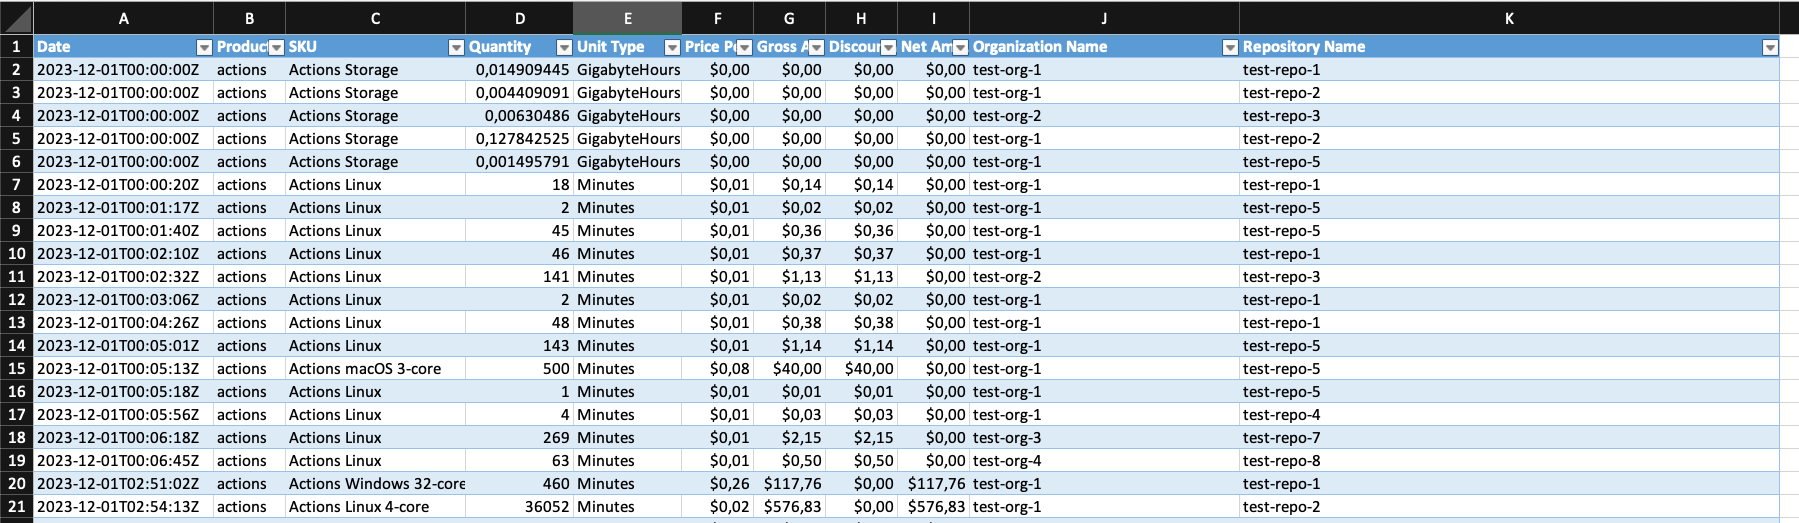 A B C D E F G H I J K
1 Date Product SKU Quantity Unit Type Price P Gross A Discour Net Am Organization Name Repository Name
2 2023-12-01T00:00:00Z actions Actions Storage 0,014909445 GigabyteHours $0,00 $0,00 $0,00 $0,00 test-org-1 test-repo-1
3 2023-12-01T00:00:00Z actions Actions Storage 0,004409091 GigabyteHours $0,00 $0,00 $0,00 $0,00 test-org-1 test-repo-2
4 2023-12-01T00:00:00Z actions Actions Storage 0,00630486 GigabyteHours $0,00 $0,00 $0,00 $0,00 test-org-2 test-repo-3
5 2023-12-01T00:00:00Z actions Actions Storage 0,127842525 GigabyteHours $0,00 $0,00 $0,00 $0,00 test-org-1 test-repo-2
6 2023-12-01T00:00:00Z actions Actions Storage 0,001495791 GigabyteHours $0,00 $0,00 $0,00 $0,00 test-org-1 test-repo-5
7 2023-12-01T00:00:20Z actions Actions Linux 18 Minutes $0,01 $0,14 $0,14 $0,00 test-org-1 test-repo-1
8 2023-12-01T00:01:17Z actions Actions Linux 2 Minutes $0,01 $0,02 $0,02 $0,00 test-org-1 test-repo-5
9 2023-12-01T00:01:40Z actions Actions Linux 45 Minutes $0,01 $0,36 $0,36 $0,00 test-org-1 test-repo-5
10 2023-12-01T00:02:10Z actions Actions Linux 46 Minutes $0,01 $0,37 $0,37 $0,00 test-org-1 test-repo-1
11 2023-12-01T00:02:32Z actions Actions Linux 141 Minutes $0,01 $1,13 $1,13 $0,00 test-org-2 test-repo-3
12 2023-12-01T00:03:06Z actions Actions Linux 2 Minutes $0,01 $0,02 $0,02 $0,00 test-org-1 test-repo-1
13 2023-12-01T00:04:26Z actions Actions Linux 48 Minutes $0,01 $0,38 $0,38 $0,00 test-org-1 test-repo-1
14 2023-12-01T00:05:01Z actions Actions Linux 143 Minutes $0,01 $1,14 $1,14 $0,00 test-org-1 test-repo-5
15 2023-12-01T00:05:13Z actions Actions macOS 3-core 500 Minutes $0,08 $40,00 $40,00 $0,00 test-org-1 test-repo-5
16 2023-12-01T00:05:18Z actions Actions Linux 1 Minutes $0,01 $0,01 $0,01 $0,00 test-org-1 test-repo-5
17 2023-12-01T00:05:56Z actions Actions Linux 4 Minutes $0,01 $0,03 $0,03 $0,00 test-org-1 test-repo-4
18 2023-12-01T00:06:18Z actions Actions Linux 269 Minutes $0,01 $2,15 $2,15 $0,00 test-org-3 test-repo-7
19 2023-12-01T00:06:45Z actions Actions Linux 63 Minutes $0,01 $0,50 $0,50 $0,00 test-org-4 test-repo-8
20 2023-12-01T02:51:02Z actions Actions Windows 32-core 460 Minutes $0,26 $117,76 $0,00 $117,76 test-org-1 test-repo-1
21 2023-12-01T02:54:13Z actions Actions Linux 4-core 36052 Minutes $0,02 $576,83 $0,00 $576,83 test-org-1 test-repo-2